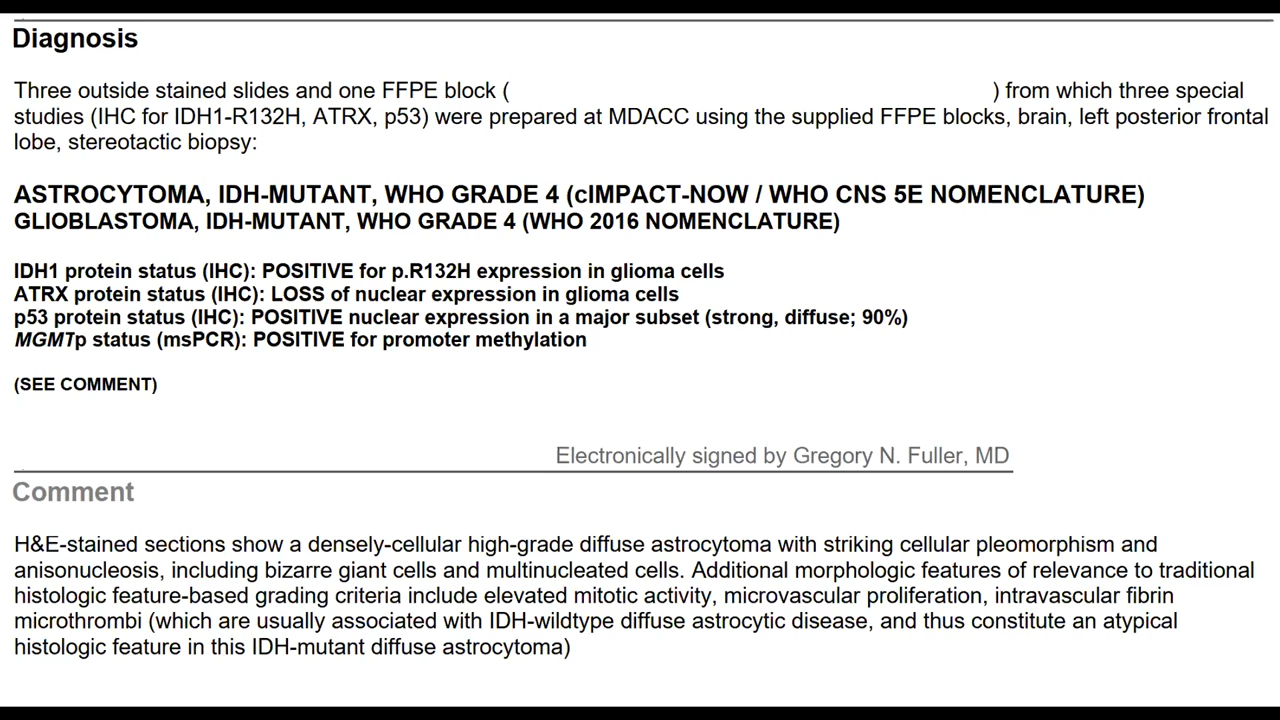 Diagnosis
Three outside stained slides and one FFPE block ( ) from which three special
studies (IHC for IDH1-R132H, ATRX, p53) were prepared at MDACC using the supplied FFPE blocks, brain, left posterior frontal
lobe, stereotactic biopsy:
ASTROCYTOMA, IDH-MUTANT, WHO GRADE 4 (cIMPACT-NOW / WHO CNS 5E NOMENCLATURE)
GLIOBLASTOMA, IDH-MUTANT, WHO GRADE 4 (WHO 2016 NOMENCLATURE)
IDH1 protein status (IHC): POSITIVE for p.R132H expression in glioma cells
ATRX protein status (IHC): LOSS of nuclear expression in glioma cells
p53 protein status (IHC): POSITIVE nuclear expression in a major subset (strong, diffuse; 90%)
MGMTp status (msPCR): POSITIVE for promoter methylation
(SEE COMMENT)
Electronically signed by Gregory N. Fuller, MD
Comment
H&E-stained sections show a densely-cellular high-grade diffuse astrocytoma with striking cellular pleomorphism and
anisonucleosis, including bizarre giant cells and multinucleated cells. Additional morphologic features of relevance to traditional
histologic feature-based grading criteria include elevated mitotic activity, microvascular proliferation, intravascular fibrin
microthrombi (which are usually associated with IDH-wildtype diffuse astrocytic disease, and thus constitute an atypical
histologic feature in this IDH-mutant diffuse astrocytoma)